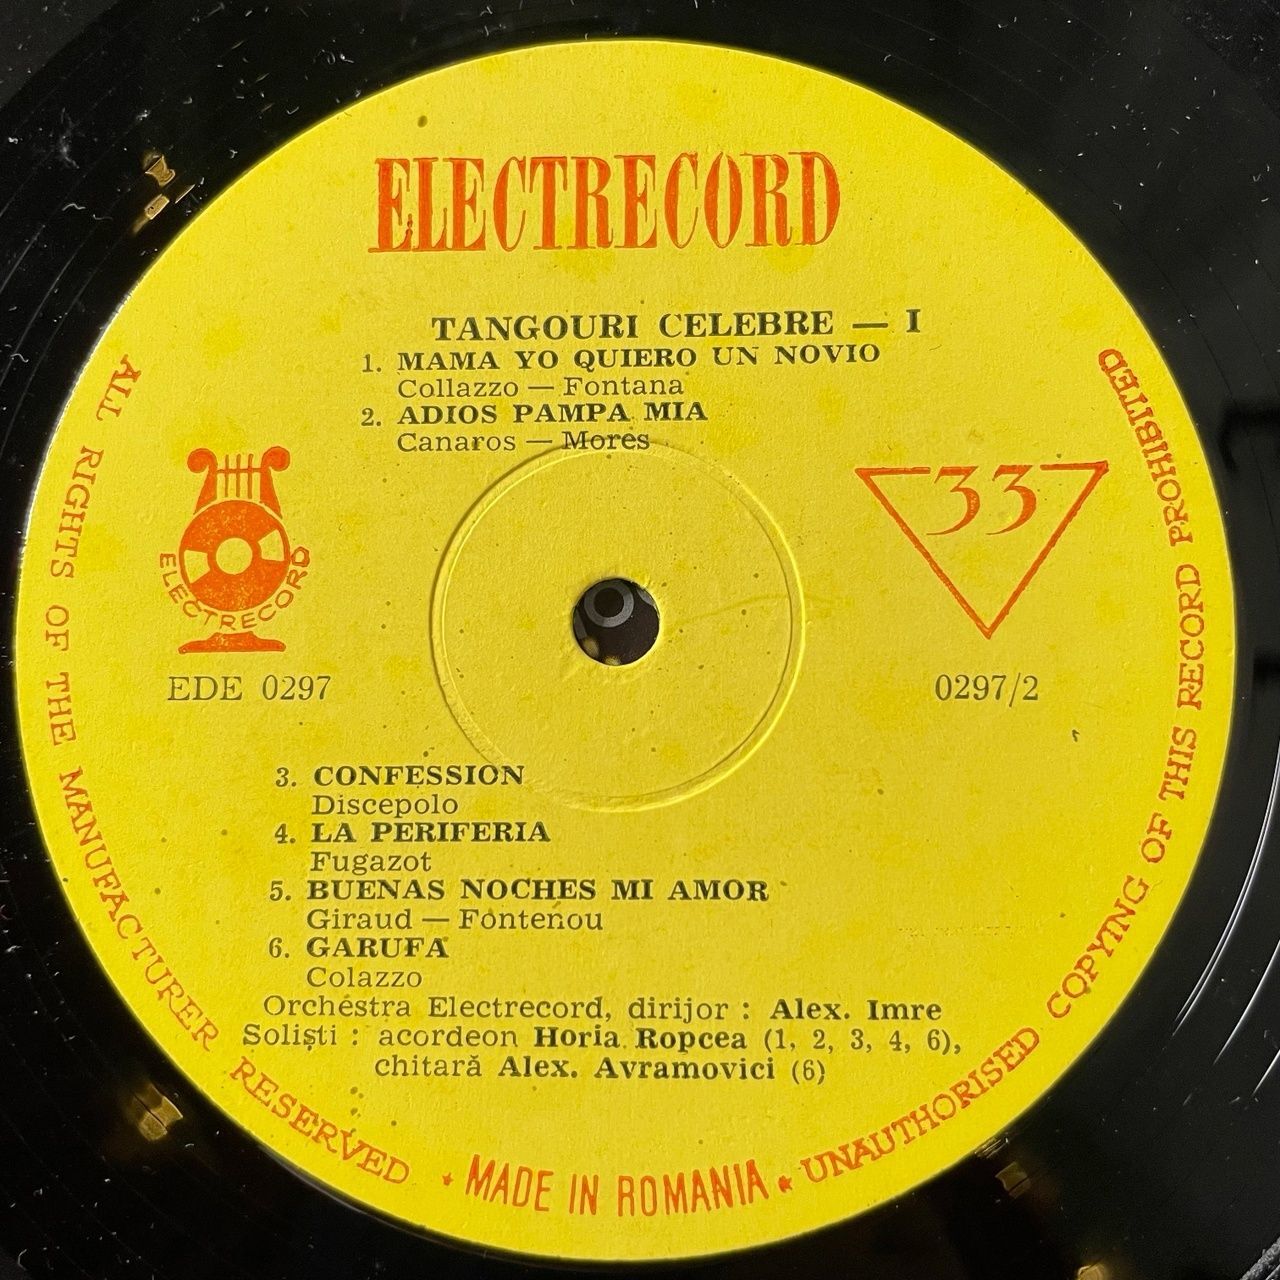 ELECTRECORD
TANGOURI CELEBRE — I
1. MAMA YO QUIERO UN NOVIO
Collazzo — Fontana
2. ADIOS PAMPA MIA
Canaros — Mores
33
ELECTRECORD
EDE 0297
0297/2
3. CONFESSION
Discepolo
4. LA PERIFERIA
Fugazot
5. BUENAS NOCHES MI AMOR
Giraud — Fontenou
6. GARUFA
Colazzo
Orchestra Electrecord, dirijor : Alex. Imre
Soliști : acordeon Horia Ropcea (1, 2, 3, 4, 6),
chitară Alex. Avramovici (6)
ALL RIGHTS OF THE MANUFACTURER RESERVED · MADE IN ROMANIA · UNAUTHORISED COPYING OF THIS RECORD PROHIBITED